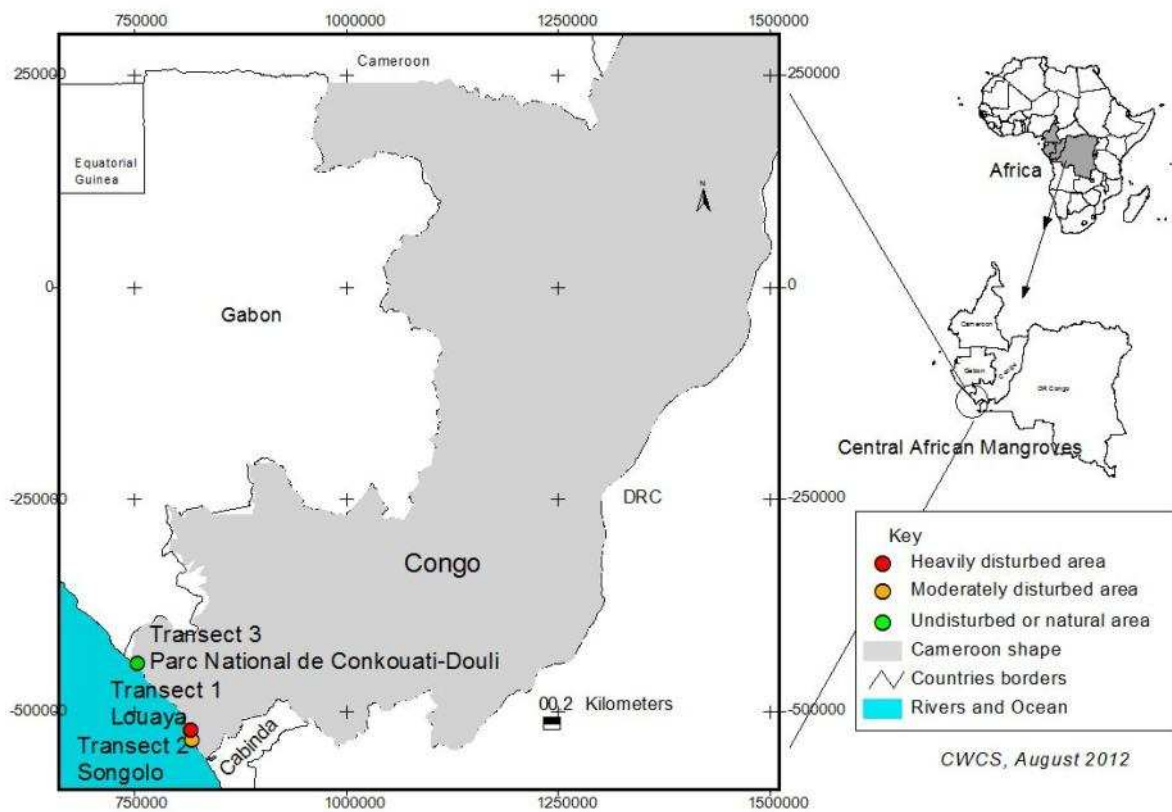 750000 1000000 1250000 1500000
250000
250000
Cameroon
Equatorial
Guinea
N
Africa
0
0
Gabon
Cameroon
Gabon
DR Congo
Central African Mangroves
-250000
-250000
DRC
Congo
Key
Heavily disturbed area
Moderately disturbed area
Undisturbed or natural area
Cameroon shape
Countries borders
Rivers and Ocean
Transect 3
Parc National de Conkouati-Douli
Transect 1
Louaya
00.2 Kilometers
-500000
-500000
Transect 2
Songolo
Cabinda
CWCS, August 2012
750000 1000000 1250000 1500000